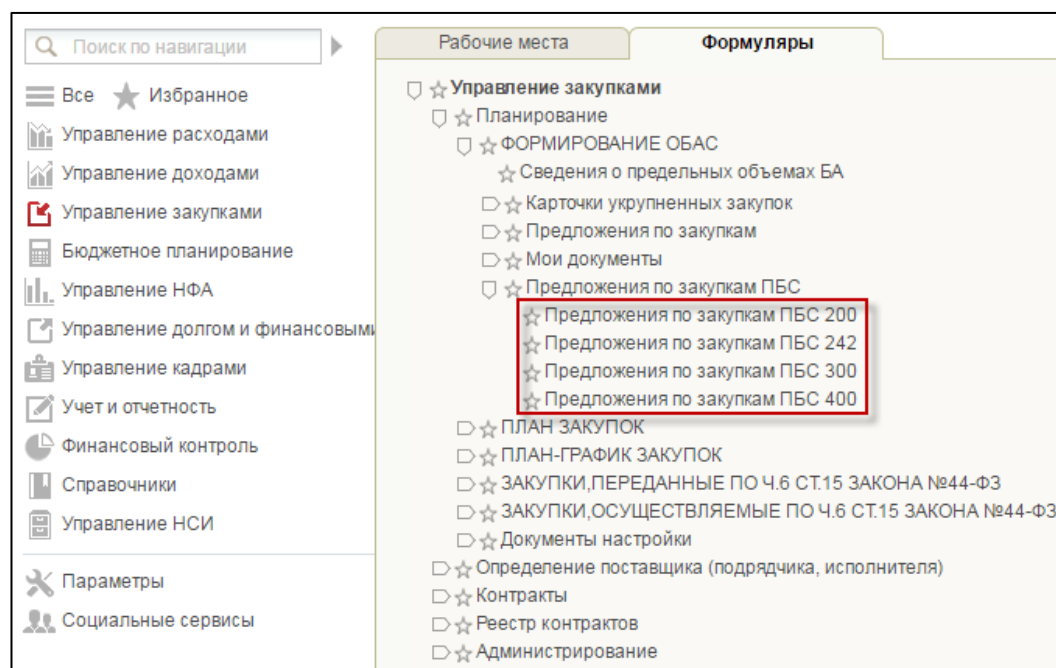 Поиск по навигации
Все Избранное
Управление расходами
Управление доходами
Управление закупками
Бюджетное планирование
Управление НФА
Управление долгом и финансовыми
Управление кадрами
Учет и отчетность
Финансовый контроль
Справочники
Управление НСИ
Параметры
Социальные сервисы
Рабочие места
Формуляры
Управление закупками
Планирование
ФОРМИРОВАНИЕ ОБАС
Сведения о предельных объемах БА
Карточки укрупненных закупок
Предложения по закупкам
Мои документы
Предложения по закупкам ПБС
Предложения по закупкам ПБС 200
Предложения по закупкам ПБС 242
Предложения по закупкам ПБС 300
Предложения по закупкам ПБС 400
ПЛАН ЗАКУПОК
ПЛАН-ГРАФИК ЗАКУПОК
ЗАКУПКИ,ПЕРЕДАННЫЕ ПО Ч.6 СТ.15 ЗАКОНА №44-ФЗ
ЗАКУПКИ,ОСУЩЕСТВЛЯЕМЫЕ ПО Ч.6 СТ.15 ЗАКОНА №44-ФЗ
Документы настройки
Определение поставщика (подрядчика, исполнителя)
Контракты
Реестр контрактов
Администрирование